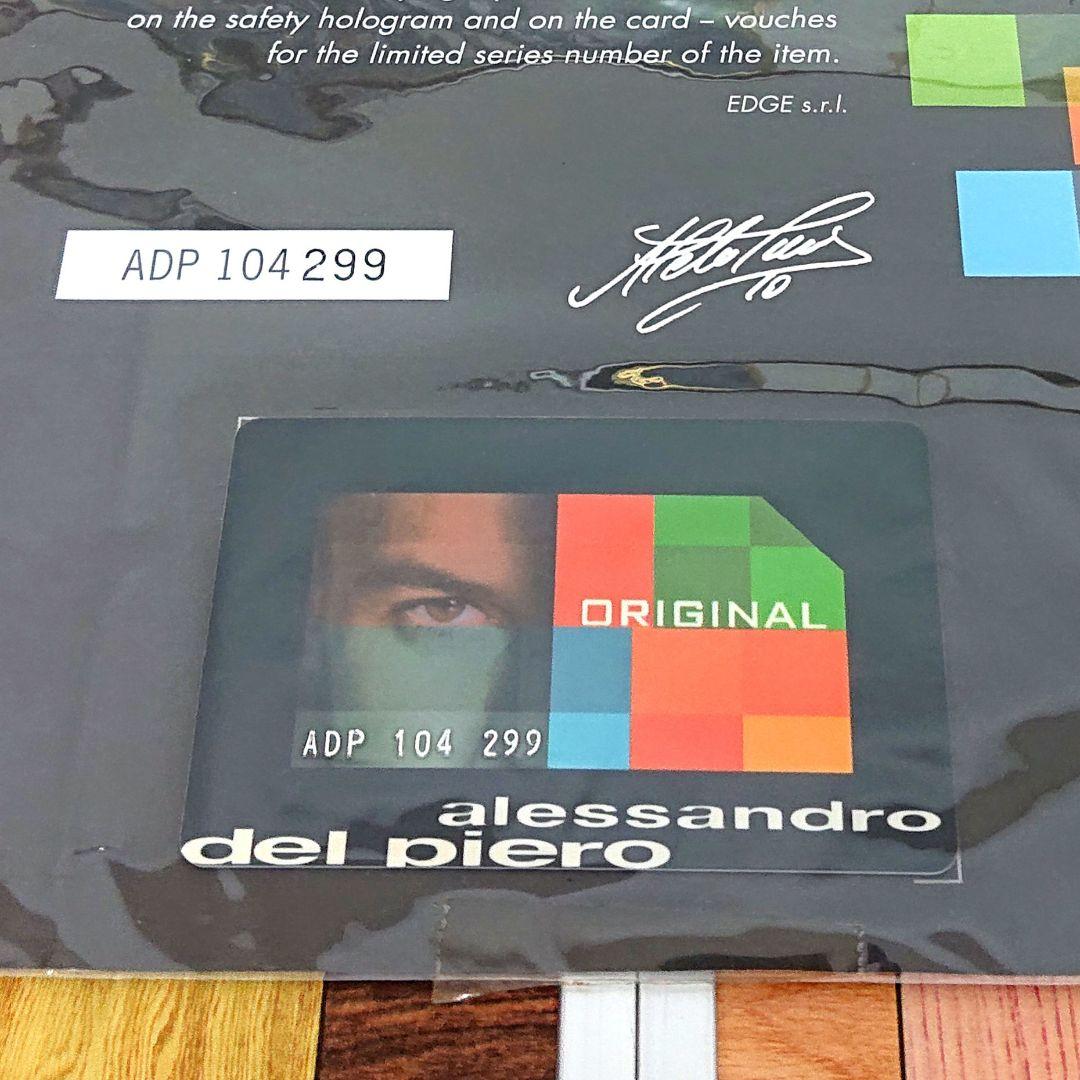 on the safety hologram and on the card – vouches
for the limited series number of the item.
EDGE s.r.l.
ADP 104 299
10
ORIGINAL
ADP 104 299
alessandro
del piero